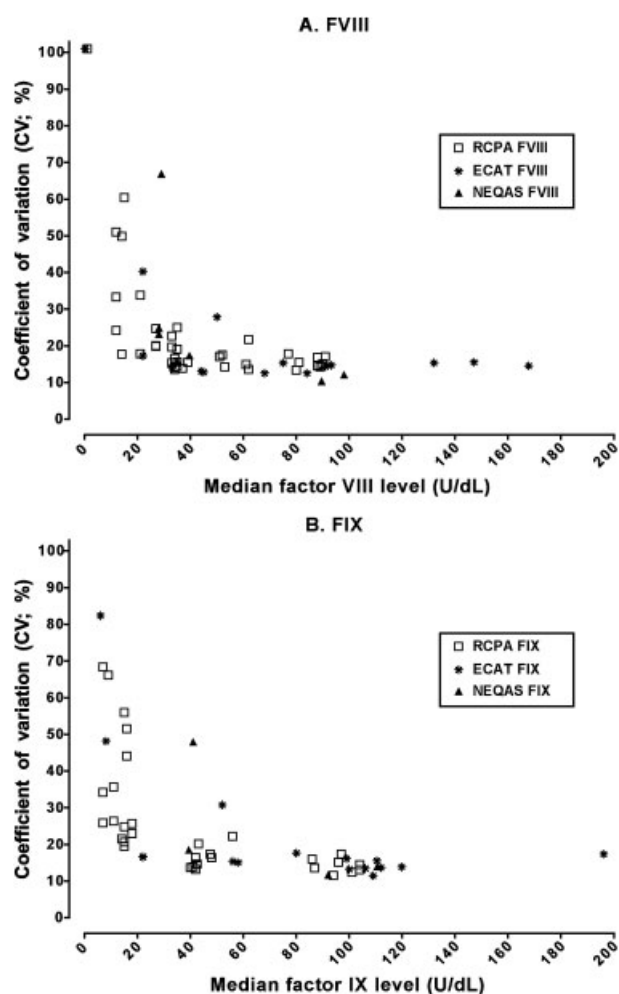 A. FVIII
Coefficient of variation (CV; %)
100
90
80
70
60
50
40
30
20
10
0
RCPA FVIII
ECAT FVIII
NEQAS FVIII
0 20 40 60 80 100 120 140 160 180 200
Median factor VIII level (U/dL)
B. FIX
Coefficient of variation (CV; %)
100
90
80
70
60
50
40
30
20
10
0
RCPA FIX
ECAT FIX
NEQAS FIX
0 20 40 60 80 100 120 140 160 180 200
Median factor IX level (U/dL)